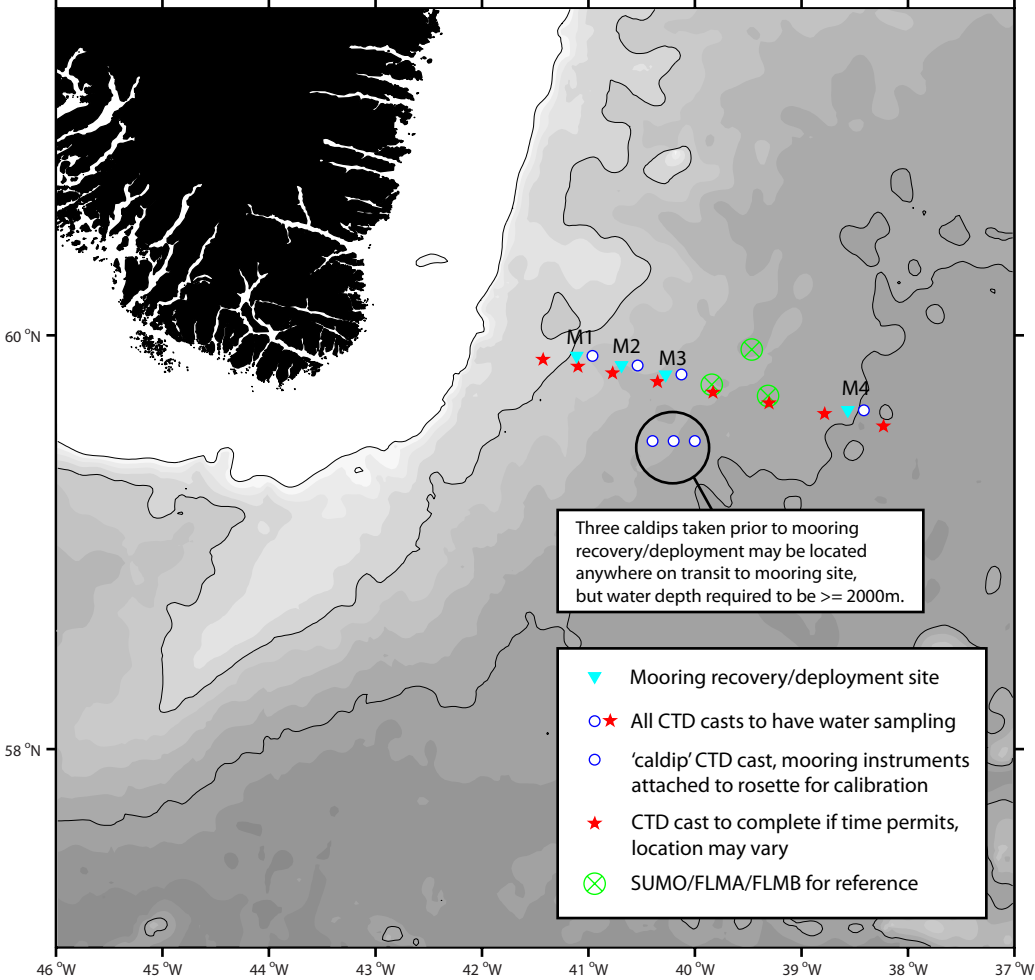 60 °N
M1
M2
M3
M4
Three caldips taken prior to mooring
recovery/deployment may be located
anywhere on transit to mooring site,
but water depth required to be >= 2000m.
Mooring recovery/deployment site
All CTD casts to have water sampling
58 °N
'caldip' CTD cast, mooring instruments
attached to rosette for calibration
CTD cast to complete if time permits,
location may vary
SUMO/FLMA/FLMB for reference
46 °W 45 °W 44 °W 43 °W 42 °W 41 °W 40 °W 39 °W 38 °W 37 °W